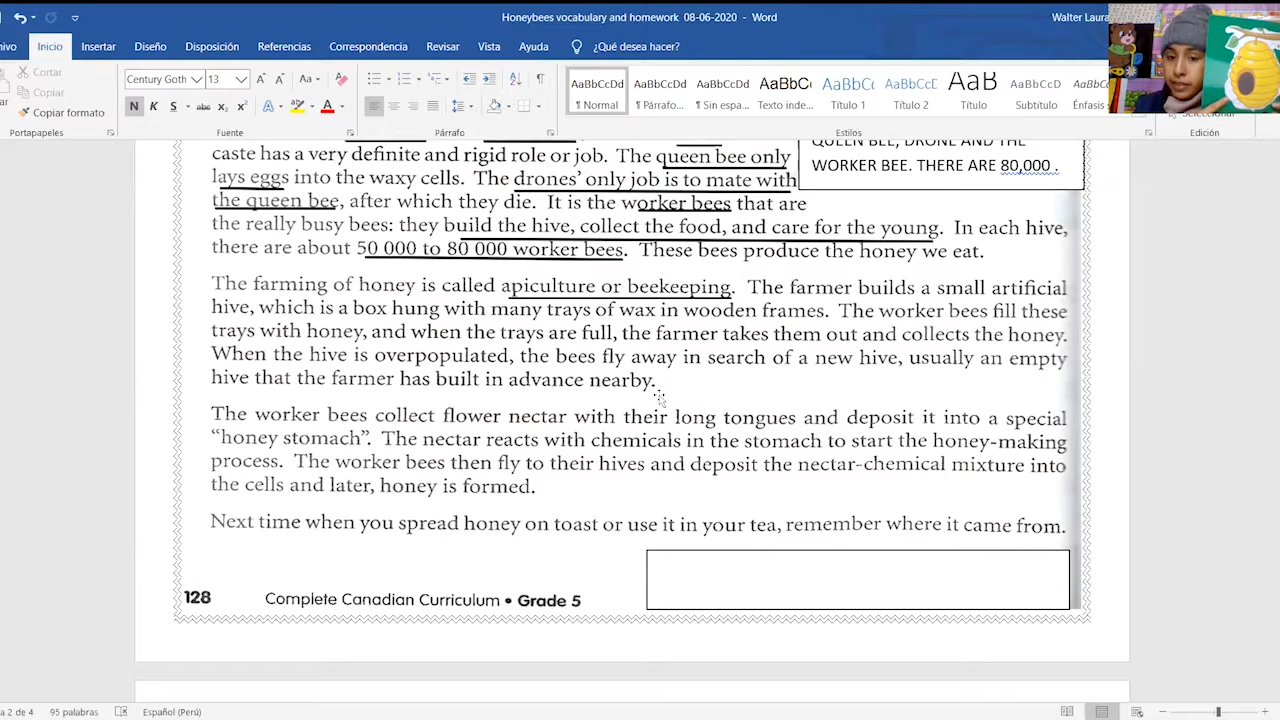 Honeybees vocabulary and homework 08-06-2020 - Word
Walter Laura
Inicio Insertar Diseño Disposición Referencias Correspondencia Revisar Vista Ayuda ¿Qué desea hacer?
Cortar
Copiar
Copiar formato
Century Goth 13
N K S abc x₂ x² A A Aa A
AaBbCcDd AaBbCcDd AaBbCcDd AaBbC AaBbC AaBbCcD AaB AaBbCcD AaBbCcD
¶ Normal ¶ Párrafo... ¶ Sin espa... Texto inde... Título 1 Título 2 Título Subtítulo Énfasis
Portapapeles Fuente Párrafo Estilos Edición
QUEEN BEE, DRONE AND THE
WORKER BEE. THERE ARE 80,000 .
caste has a very definite and rigid role or job. The queen bee only
lays eggs into the waxy cells. The drones' only job is to mate with
the queen bee, after which they die. It is the worker bees that are
the really busy bees: they build the hive, collect the food, and care for the young. In each hive,
there are about 50 000 to 80 000 worker bees. These bees produce the honey we eat.
The farming of honey is called apiculture or beekeeping. The farmer builds a small artificial
hive, which is a box hung with many trays of wax in wooden frames. The worker bees fill these
trays with honey, and when the trays are full, the farmer takes them out and collects the honey.
When the hive is overpopulated, the bees fly away in search of a new hive, usually an empty
hive that the farmer has built in advance nearby.
The worker bees collect flower nectar with their long tongues and deposit it into a special
“honey stomach”. The nectar reacts with chemicals in the stomach to start the honey-making
process. The worker bees then fly to their hives and deposit the nectar-chemical mixture into
the cells and later, honey is formed.
Next time when you spread honey on toast or use it in your tea, remember where it came from.
128 Complete Canadian Curriculum • Grade 5
a 2 de 4 95 palabras Español (Perú)